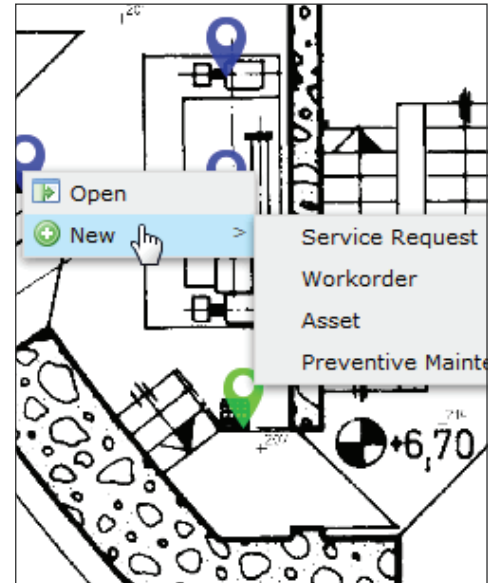 Open
New >
Service Request
Workorder
Asset
Preventive Mainte
+6,70